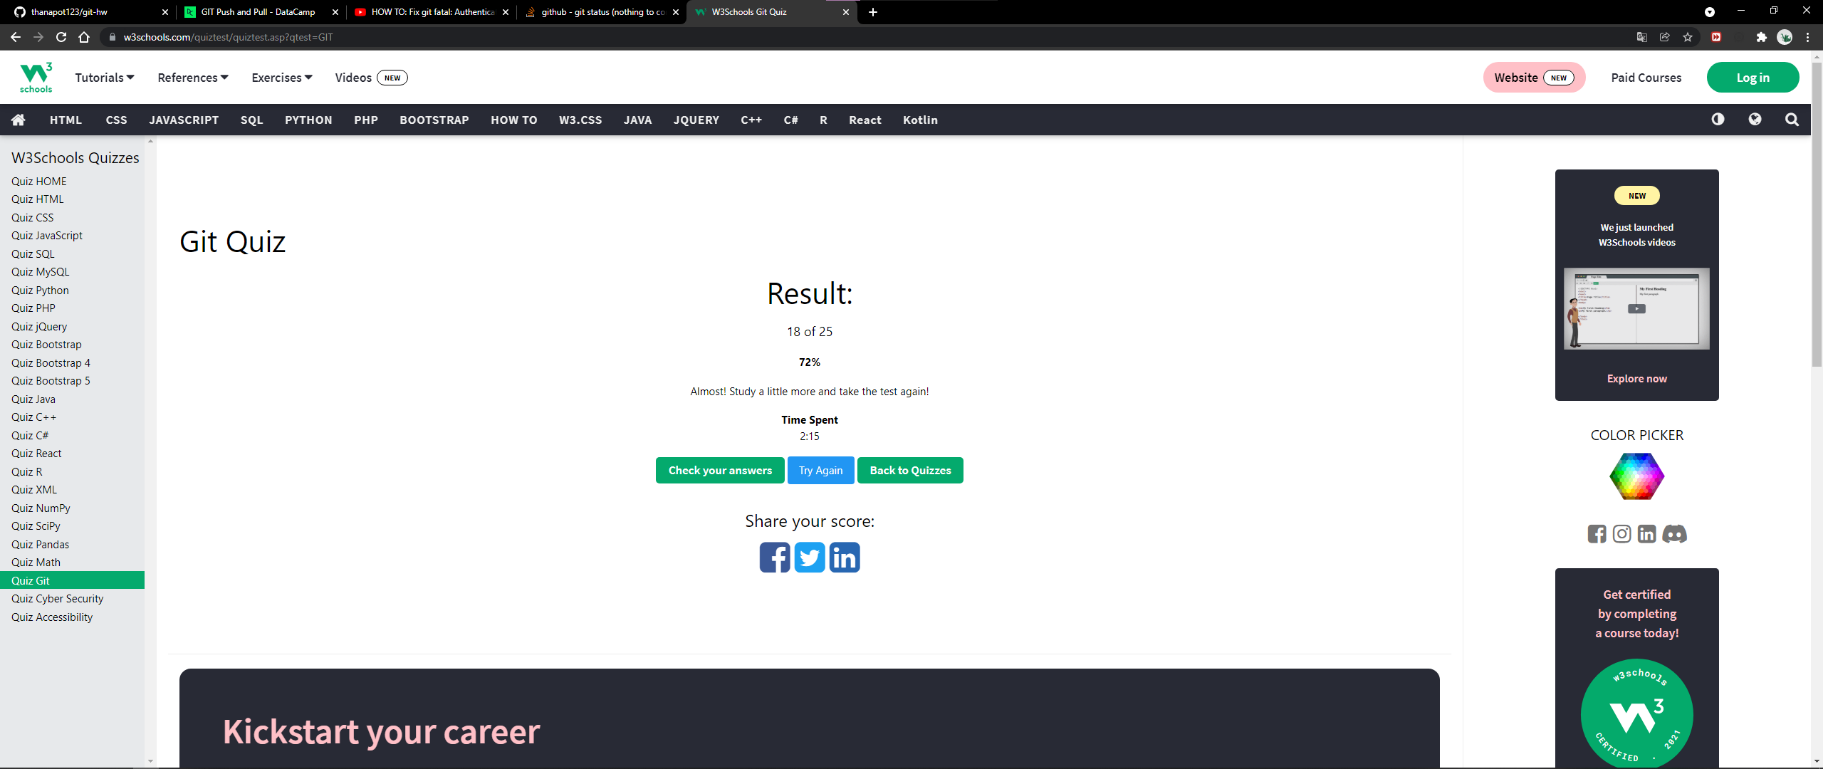 thanapot123/git-hw
GIT Push and Pull - DataCamp
HOW TO: Fix git fatal: Authentica
github - git status (nothing to co
W3Schools Git Quiz
w3schools.com/quiztest/quiztest.asp?qtest=GIT
W3 schools
Tutorials
References
Exercises
Videos NEW
Website NEW
Paid Courses
Log in
HTML
CSS
JAVASCRIPT
SQL
PYTHON
PHP
BOOTSTRAP
HOW TO
W3.CSS
JAVA
JQUERY
C++
C#
R
React
Kotlin
W3Schools Quizzes
Quiz HOME
Quiz HTML
Quiz CSS
Quiz JavaScript
Quiz SQL
Quiz MySQL
Quiz Python
Quiz PHP
Quiz jQuery
Quiz Bootstrap
Quiz Bootstrap 4
Quiz Bootstrap 5
Quiz Java
Quiz C++
Quiz C#
Quiz React
Quiz R
Quiz XML
Quiz NumPy
Quiz SciPy
Quiz Pandas
Quiz Math
Quiz Git
Quiz Cyber Security
Quiz Accessibility
Git Quiz
Result:
18 of 25
72%
Almost! Study a little more and take the test again!
Time Spent
2:15
Check your answers
Try Again
Back to Quizzes
Share your score:
Kickstart your career
NEW
We just launched
W3Schools videos
Explore now
COLOR PICKER
Get certified
by completing
a course today!
w3schools
W3
CERTIFIED . 2021